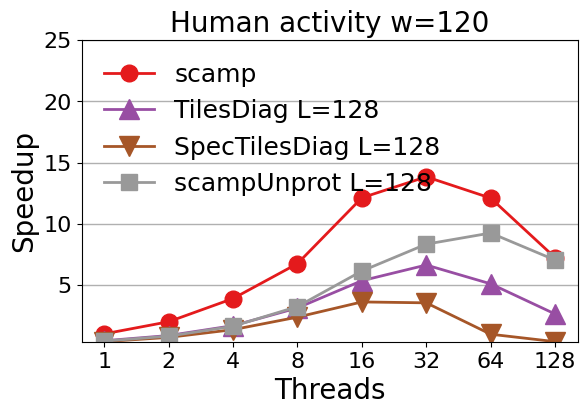 Human activity w=120
25
20
15
10
5
Speedup
scamp
TilesDiag L=128
SpecTilesDiag L=128
scampUnprot L=128
1 2 4 8 16 32 64 128
Threads